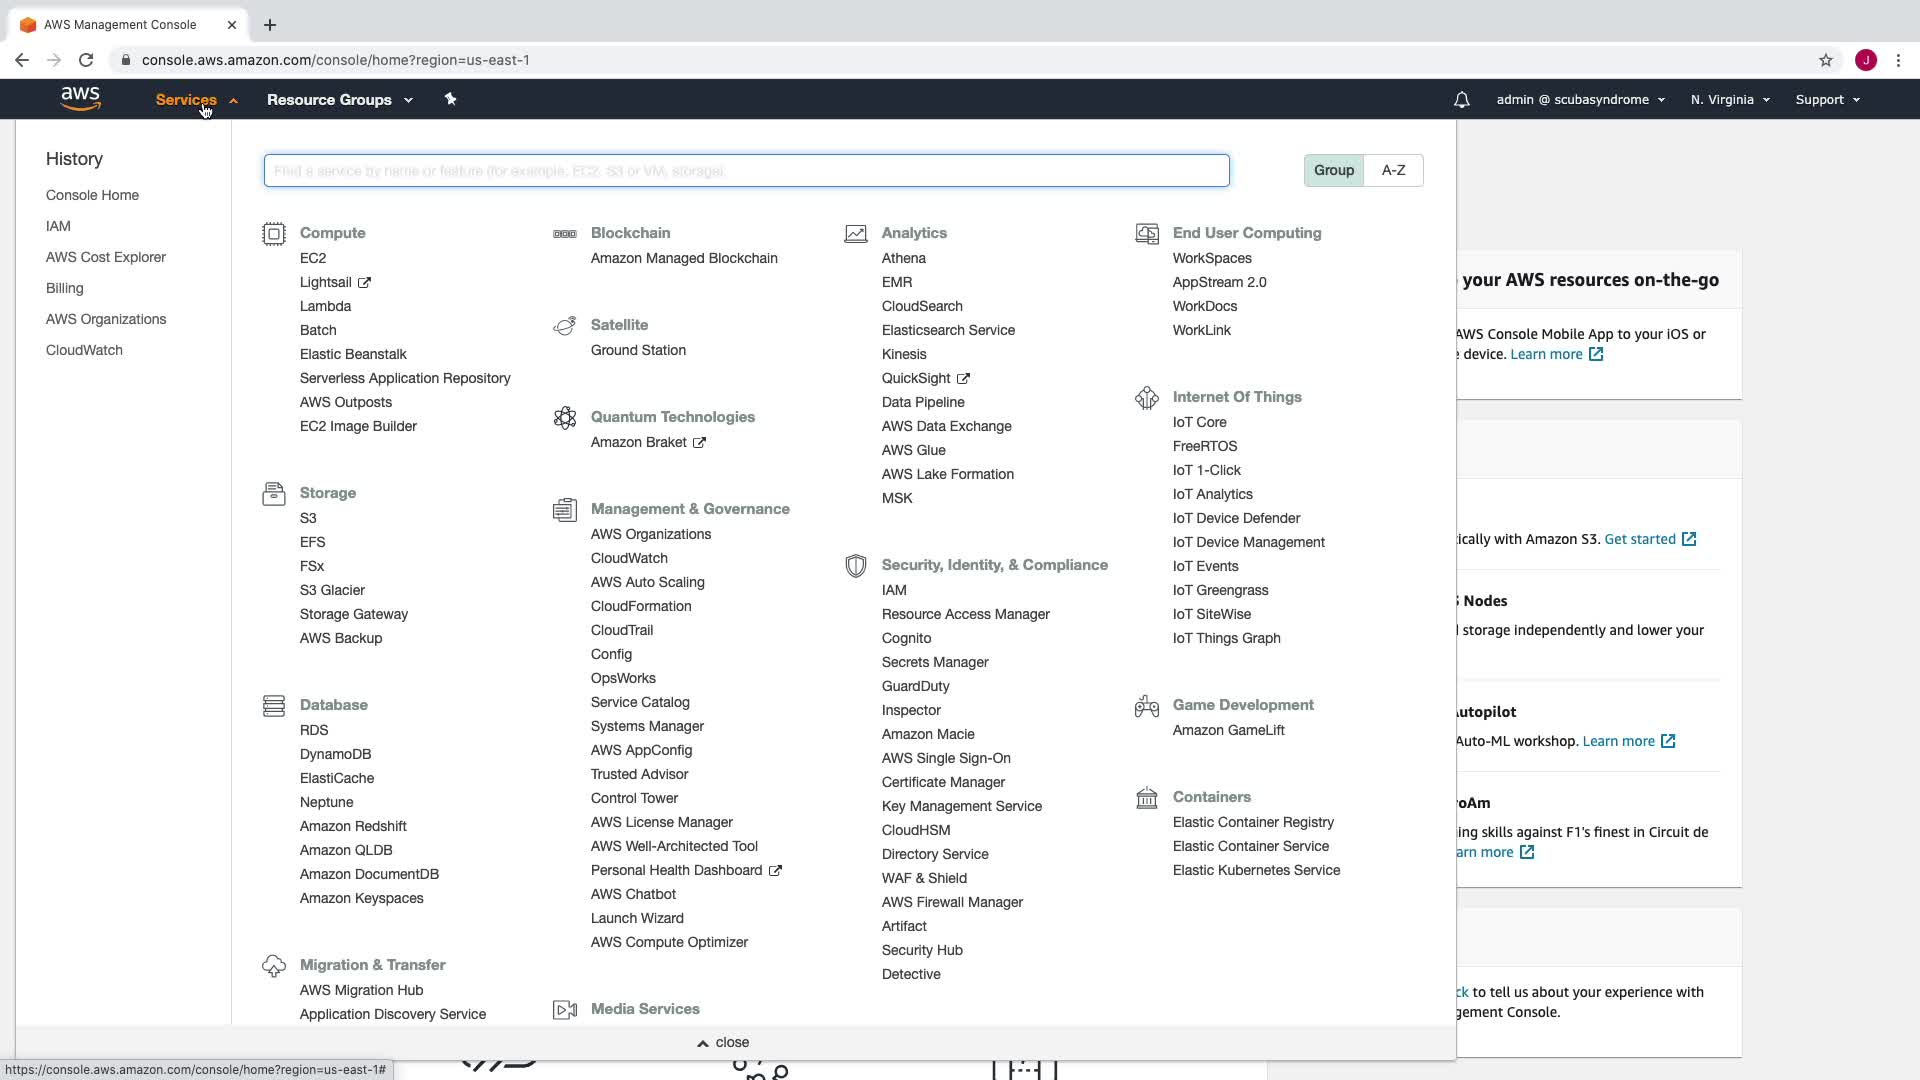 AWS Management Console
console.aws.amazon.com/console/home?region=us-east-1
J
aws
Services
Resource Groups
admin @ scubasyndrome
N. Virginia
Support
History
Console Home
IAM
AWS Cost Explorer
Billing
AWS Organizations
CloudWatch
Find a service by name or feature (for example, EC2, S3 or VM, storage).
Group
A-Z
Compute
EC2
Lightsail
Lambda
Batch
Elastic Beanstalk
Serverless Application Repository
AWS Outposts
EC2 Image Builder
Storage
S3
EFS
FSx
S3 Glacier
Storage Gateway
AWS Backup
Database
RDS
DynamoDB
ElastiCache
Neptune
Amazon Redshift
Amazon QLDB
Amazon DocumentDB
Amazon Keyspaces
Migration & Transfer
AWS Migration Hub
Application Discovery Service
Blockchain
Amazon Managed Blockchain
Satellite
Ground Station
Quantum Technologies
Amazon Braket
Management & Governance
AWS Organizations
CloudWatch
AWS Auto Scaling
CloudFormation
CloudTrail
Config
OpsWorks
Service Catalog
Systems Manager
AWS AppConfig
Trusted Advisor
Control Tower
AWS License Manager
AWS Well-Architected Tool
Personal Health Dashboard
AWS Chatbot
Launch Wizard
AWS Compute Optimizer
Media Services
Analytics
Athena
EMR
CloudSearch
Elasticsearch Service
Kinesis
QuickSight
Data Pipeline
AWS Data Exchange
AWS Glue
AWS Lake Formation
MSK
Security, Identity, & Compliance
IAM
Resource Access Manager
Cognito
Secrets Manager
GuardDuty
Inspector
Amazon Macie
AWS Single Sign-On
Certificate Manager
Key Management Service
CloudHSM
Directory Service
WAF & Shield
AWS Firewall Manager
Artifact
Security Hub
Detective
End User Computing
WorkSpaces
AppStream 2.0
WorkDocs
WorkLink
Internet Of Things
IoT Core
FreeRTOS
IoT 1-Click
IoT Analytics
IoT Device Defender
IoT Device Management
IoT Events
IoT Greengrass
IoT SiteWise
IoT Things Graph
Game Development
Amazon GameLift
Containers
Elastic Container Registry
Elastic Container Service
Elastic Kubernetes Service
close
your AWS resources on-the-go
AWS Console Mobile App to your iOS or
device. Learn more
ically with Amazon S3. Get started
Nodes
storage independently and lower your
utopilot
Auto-ML workshop. Learn more
oAm
ing skills against F1's finest in Circuit de
arn more
ck to tell us about your experience with
gement Console.
https://console.aws.amazon.com/console/home?region=us-east-1#